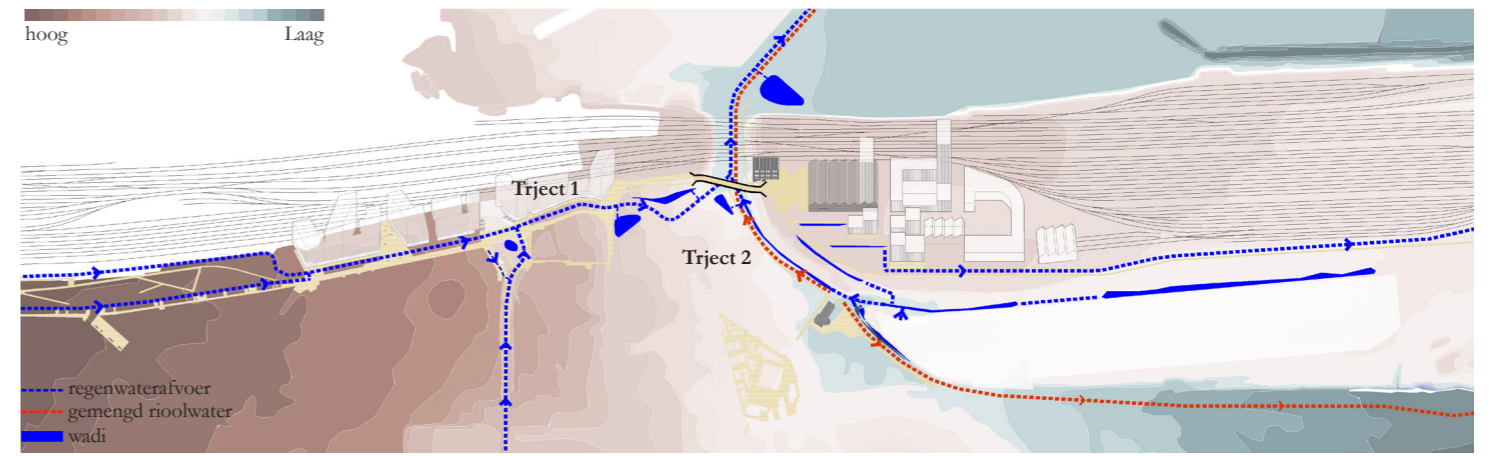 hoog Laag
Trject 1
Trject 2
regenwaterafvoer
gemengd rioolwater
wadi